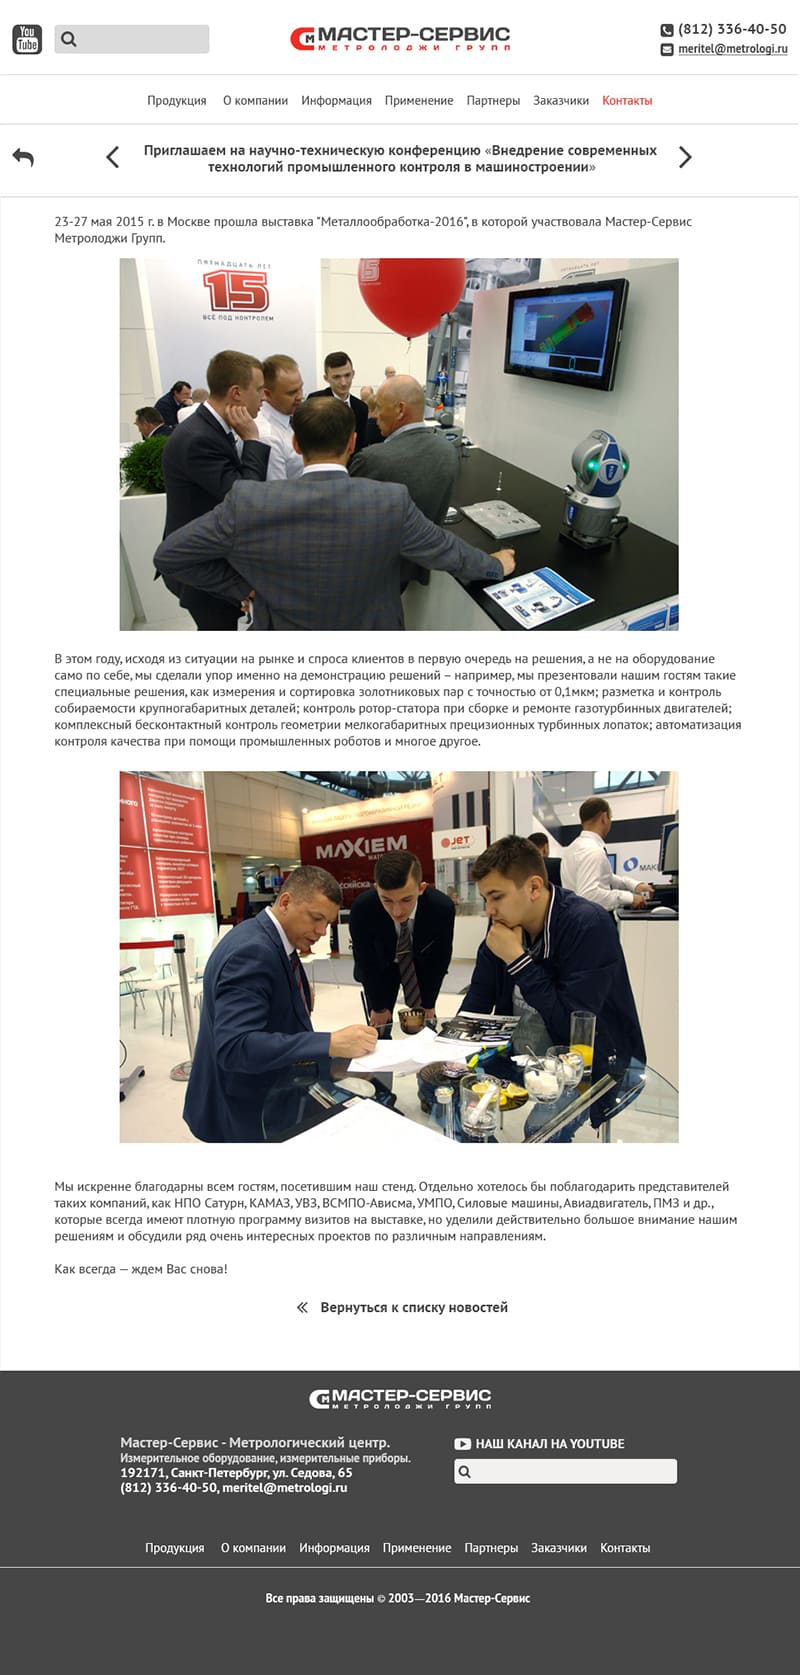 You
Tube
МАСТЕР-СЕРВИС
МЕТРОЛОДЖИ ГРУПП
(812) 336-40-50
meritel@metrologi.ru
Продукция О компании Информация Применение Партнеры Заказчики Контакты
Приглашаем на научно-техническую конференцию «Внедрение современных
технологий промышленного контроля в машиностроении»
23-27 мая 2015 г. в Москве прошла выставка "Металлообработка-2016", в которой участвовала Мастер-Сервис
Метролоджи Групп.
ПЯТНАДЦАТЬ ЛЕТ
15
ВСЁ ПОД КОНТРОЛЕМ
15
В этом году, исходя из ситуации на рынке и спроса клиентов в первую очередь на решения, а не на оборудование
само по себе, мы сделали упор именно на демонстрацию решений – например, мы презентовали нашим гостям такие
специальные решения, как измерения и сортировка золотниковых пар с точностью от 0,1мкм; разметка и контроль
собираемости крупногабаритных деталей; контроль ротор-статора при сборке и ремонте газотурбинных двигателей;
комплексный бесконтактный контроль геометрии мелкогабаритных прецизионных турбинных лопаток; автоматизация
контроля качества при помощи промышленных роботов и многое другое.
MAXIEM
JET
Мы искренне благодарны всем гостям, посетившим наш стенд. Отдельно хотелось бы поблагодарить представителей
таких компаний, как НПО Сатурн, КАМАЗ, УВЗ, ВСМПО-Ависма, УМПО, Силовые машины, Авиадвигатель, ПМЗ и др.,
которые всегда имеют плотную программу визитов на выставке, но уделили действительно большое внимание нашим
решениям и обсудили ряд очень интересных проектов по различным направлениям.
Как всегда — ждем Вас снова!
Вернуться к списку новостей
МАСТЕР-СЕРВИС
МЕТРОЛОДЖИ ГРУПП
Мастер-Сервис - Метрологический центр.
Измерительное оборудование, измерительные приборы.
192171, Санкт-Петербург, ул. Седова, 65
(812) 336-40-50, meritel@metrologi.ru
НАШ КАНАЛ НА YOUTUBE
Продукция О компании Информация Применение Партнеры Заказчики Контакты
Все права защищены © 2003—2016 Мастер-Сервис